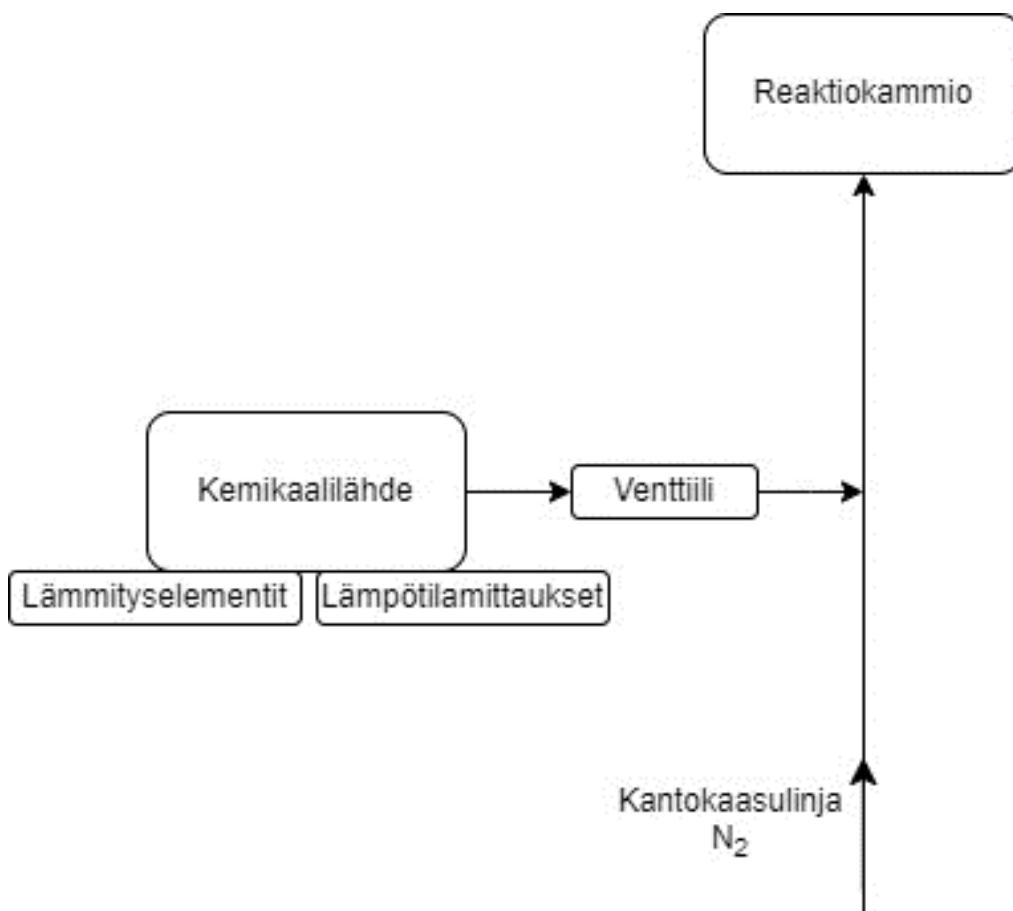 Reaktiokammio
Kemikaalilähde
Venttiili
Lämmityselementit
Lämpötilamittaukset
Kantokaasulinja
N₂